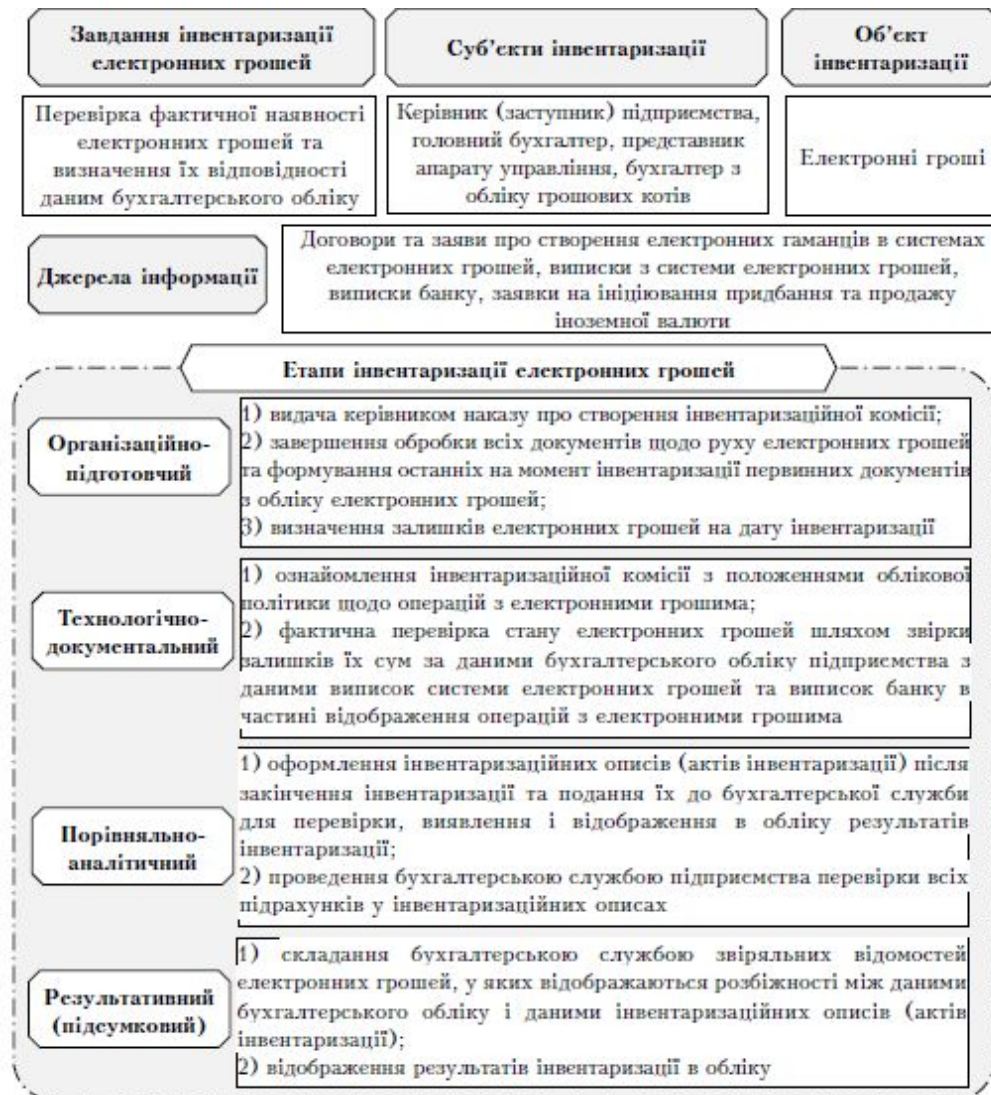 Завдання інвентаризації
електронних грошей
Суб’єкти інвентаризації
Об’єкт
інвентаризації
Перевірка фактичної наявності
електронних грошей та
визначення їх відповідності
даним бухгалтерського обліку
Керівник (заступник) підприємства,
головний бухгалтер, представник
апарату управління, бухгалтер з
обліку грошових котів
Електронні гроші
Джерела інформації
Договори та заяви про створення електронних гаманців в системах
електронних грошей, виписки з системи електронних грошей,
виписки банку, заявки на ініціювання придбання та продажу
іноземної валюти
Етапи інвентаризації електронних грошей
Організаційно-
підготовчий
1) видача керівником наказу про створення інвентаризаційної комісії;
2) завершення обробки всіх документів щодо руху електронних грошей
та формування останніх на момент інвентаризації первинних документів
з обліку електронних грошей;
3) визначення залишків електронних грошей на дату інвентаризації
Технологічно-
документальний
1) ознайомлення інвентаризаційної комісії з положеннями облікової
політики щодо операцій з електронними грошима;
2) фактична перевірка стану електронних грошей шляхом звірки
залишків їх сум за даними бухгалтерського обліку підприємства з
даними виписок системи електронних грошей та виписок банку в
частині відображення операцій з електронними грошима
Порівняльно-
аналітичний
1) оформлення інвентаризаційних описів (актів інвентаризації) після
закінчення інвентаризації та подання їх до бухгалтерської служби
для перевірки, виявлення і відображення в обліку результатів
інвентаризації;
2) проведення бухгалтерською службою підприємства перевірки всіх
підрахунків у інвентаризаційних описах
Результативний
(підсумковий)
1) складання бухгалтерською службою звіряльних відомостей
електронних грошей, у яких відображаються розбіжності між даними
бухгалтерського обліку і даними інвентаризаційних описів (актів
інвентаризації);
2) відображення результатів інвентаризації в обліку